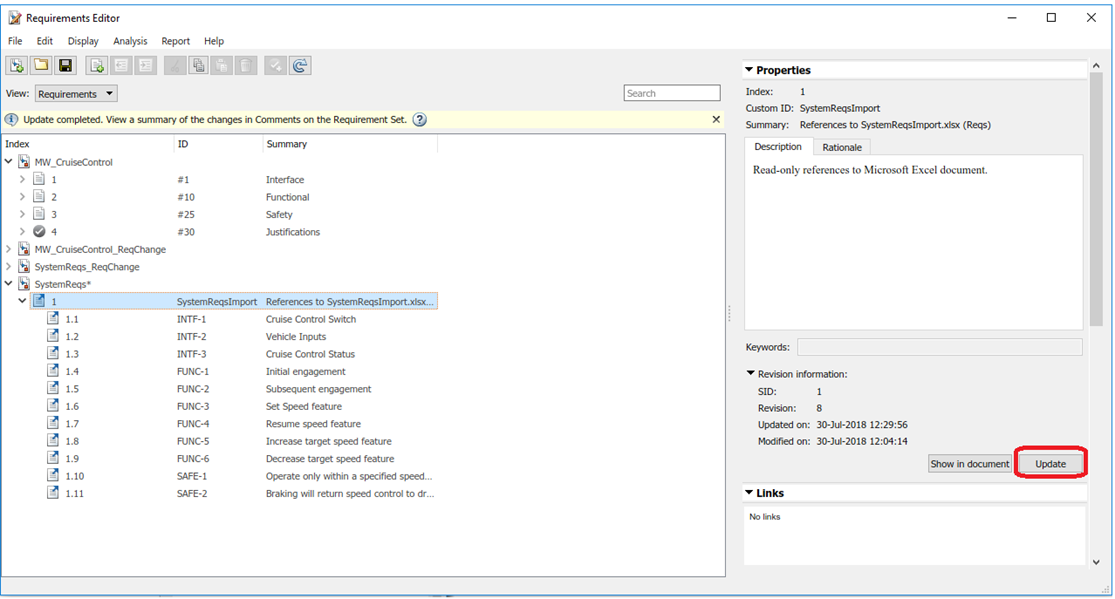 Requirements Editor
File Edit Display Analysis Report Help
View: Requirements Search
Update completed. View a summary of the changes in Comments on the Requirement Set. ?
Index ID Summary
MW_CruiseControl
1 #1 Interface
2 #10 Functional
3 #25 Safety
4 #30 Justifications
MW_CruiseControl_ReqChange
SystemReqs_ReqChange
SystemReqs*
1 SystemReqsImport References to SystemReqsImport.xlsx...
1.1 INTF-1 Cruise Control Switch
1.2 INTF-2 Vehicle Inputs
1.3 INTF-3 Cruise Control Status
1.4 FUNC-1 Initial engagement
1.5 FUNC-2 Subsequent engagement
1.6 FUNC-3 Set Speed feature
1.7 FUNC-4 Resume speed feature
1.8 FUNC-5 Increase target speed feature
1.9 FUNC-6 Decrease target speed feature
1.10 SAFE-1 Operate only within a specified speed...
1.11 SAFE-2 Braking will return speed control to dr...
Properties
Index: 1
Custom ID: SystemReqsImport
Summary: References to SystemReqsImport.xlsx (Reqs)
Description Rationale
Read-only references to Microsoft Excel document.
Keywords:
Revision information:
SID: 1
Revision: 8
Updated on: 30-Jul-2018 12:29:56
Modified on: 30-Jul-2018 12:04:14
Show in document Update
Links
No links